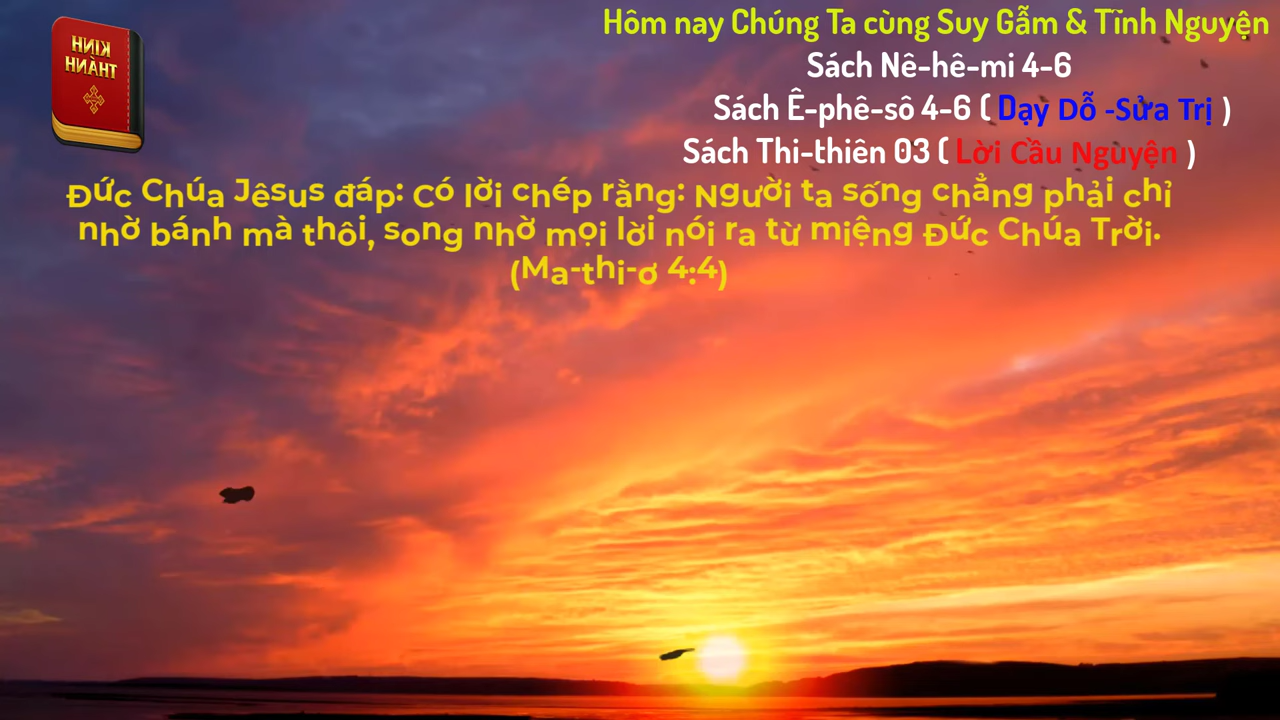 KINH
THÁNH
Hôm nay Chúng Ta cùng Suy Gẫm & Tĩnh Nguyện
Sách Nê-hê-mi 4-6
Sách Ê-phê-sô 4-6 ( Dạy Dỗ -Sửa Trị )
Sách Thi-thiên 03 ( Lời Cầu Nguyện )
Đức Chúa Jêsus đáp: Có lời chép rằng: Người ta sống chẳng phải chỉ
nhờ bánh mà thôi, song nhờ mọi lời nói ra từ miệng Đức Chúa Trời.
(Ma-thi-ơ 4:4)